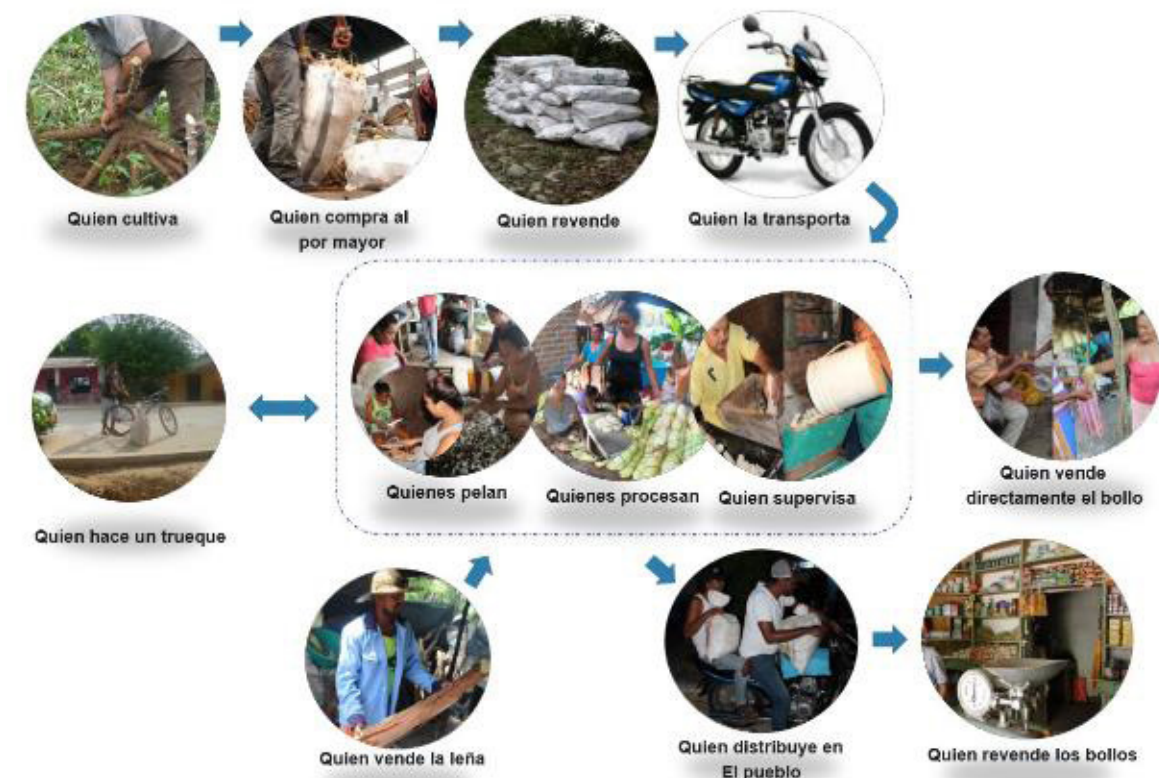 Quien cultiva
Quien compra al
por mayor
Quien revende
Quien la transporta
Quienes pelan
Quienes procesan
Quien supervisa
Quien vende
directamente el bollo
Quien hace un trueque
Quien vende la leña
Quien distribuye en
El pueblo
Quien revende los bollos